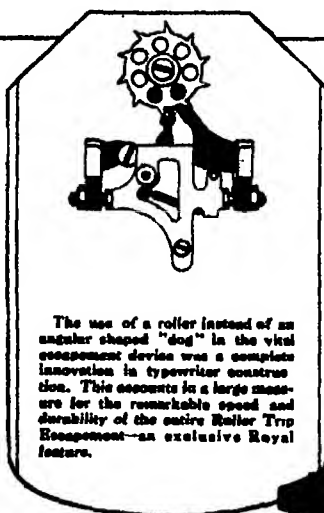 The use of a roller instead of an
angular shaped "dog" in the vital
escapement device was a complete
innovation in typewriter construc
tion. This accounts in a large meas-
ure for the remarkable speed and
durability of the entire Roller Trip
Escapement—an exclusive Royal
feature.